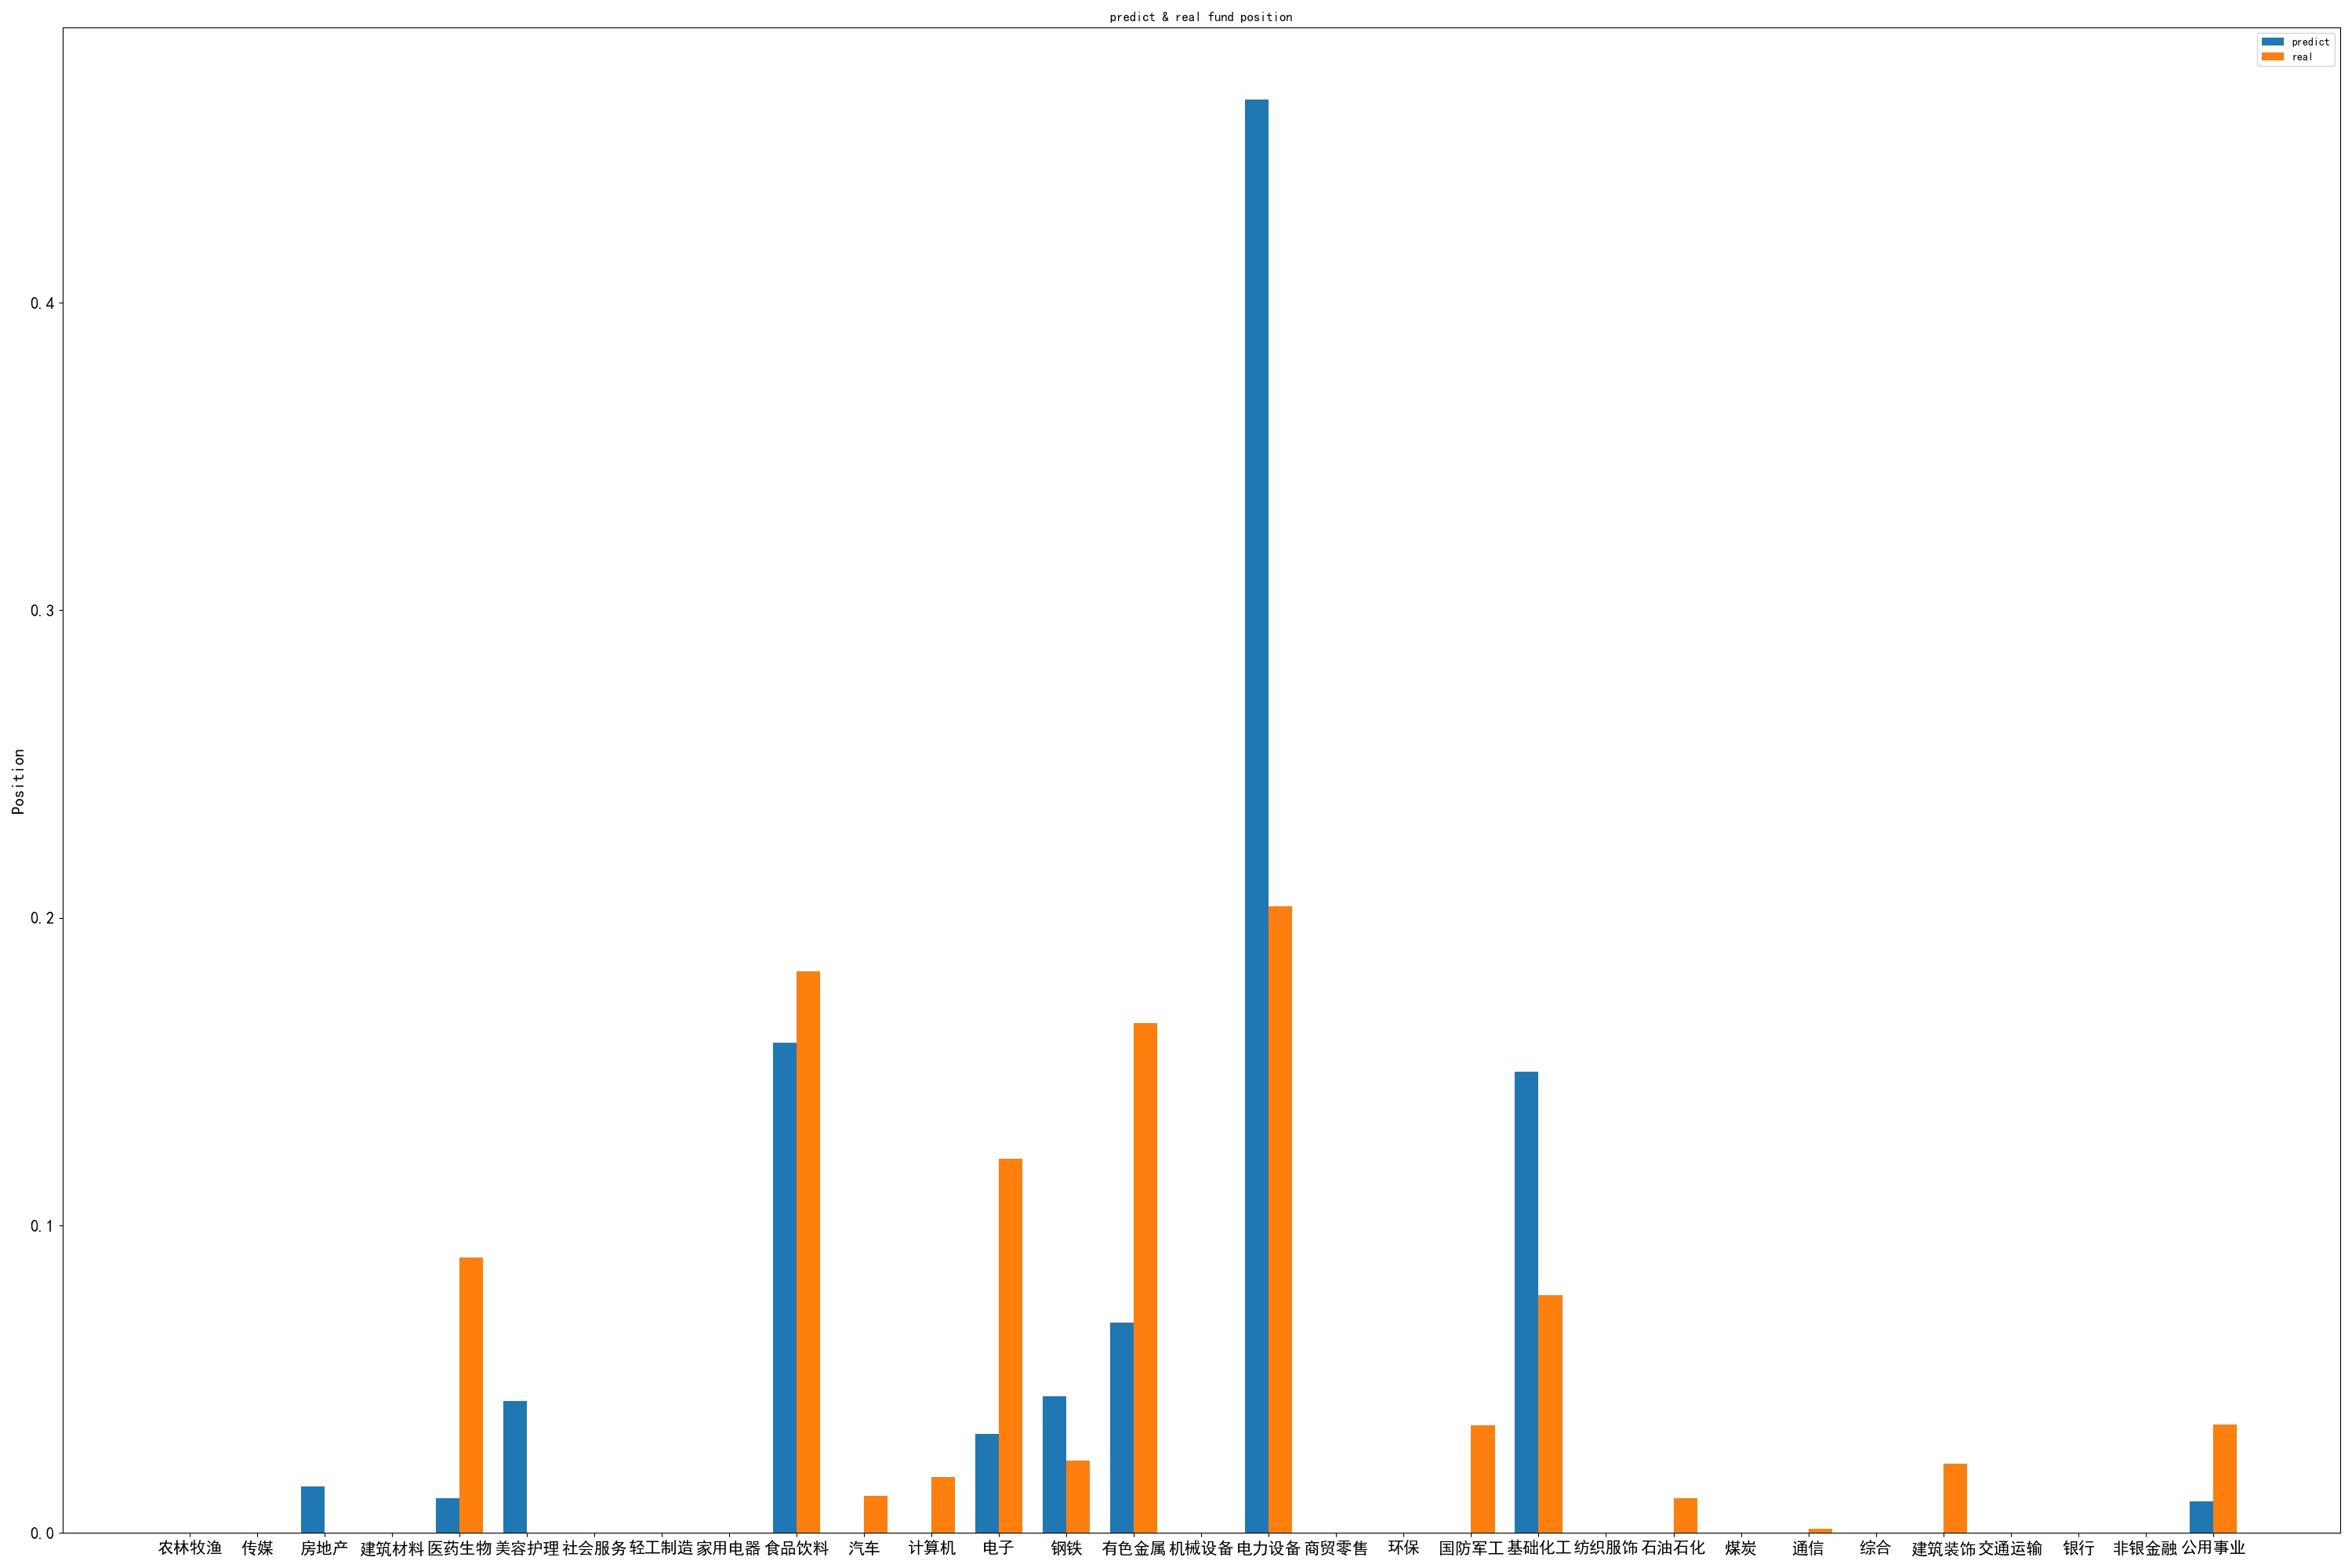 predict & real fund position
predict
real
Position
0.4
0.3
0.2
0.1
0.0
农林牧渔 传媒 房地产 建筑材料 医药生物 美容护理 社会服务 轻工制造 家用电器 食品饮料 汽车 计算机 电子 钢铁 有色金属 机械设备 电力设备 商贸零售 环保 国防军工 基础化工 纺织服饰 石油石化 煤炭 通信 综合 建筑装饰 交通运输 银行 非银金融 公用事业